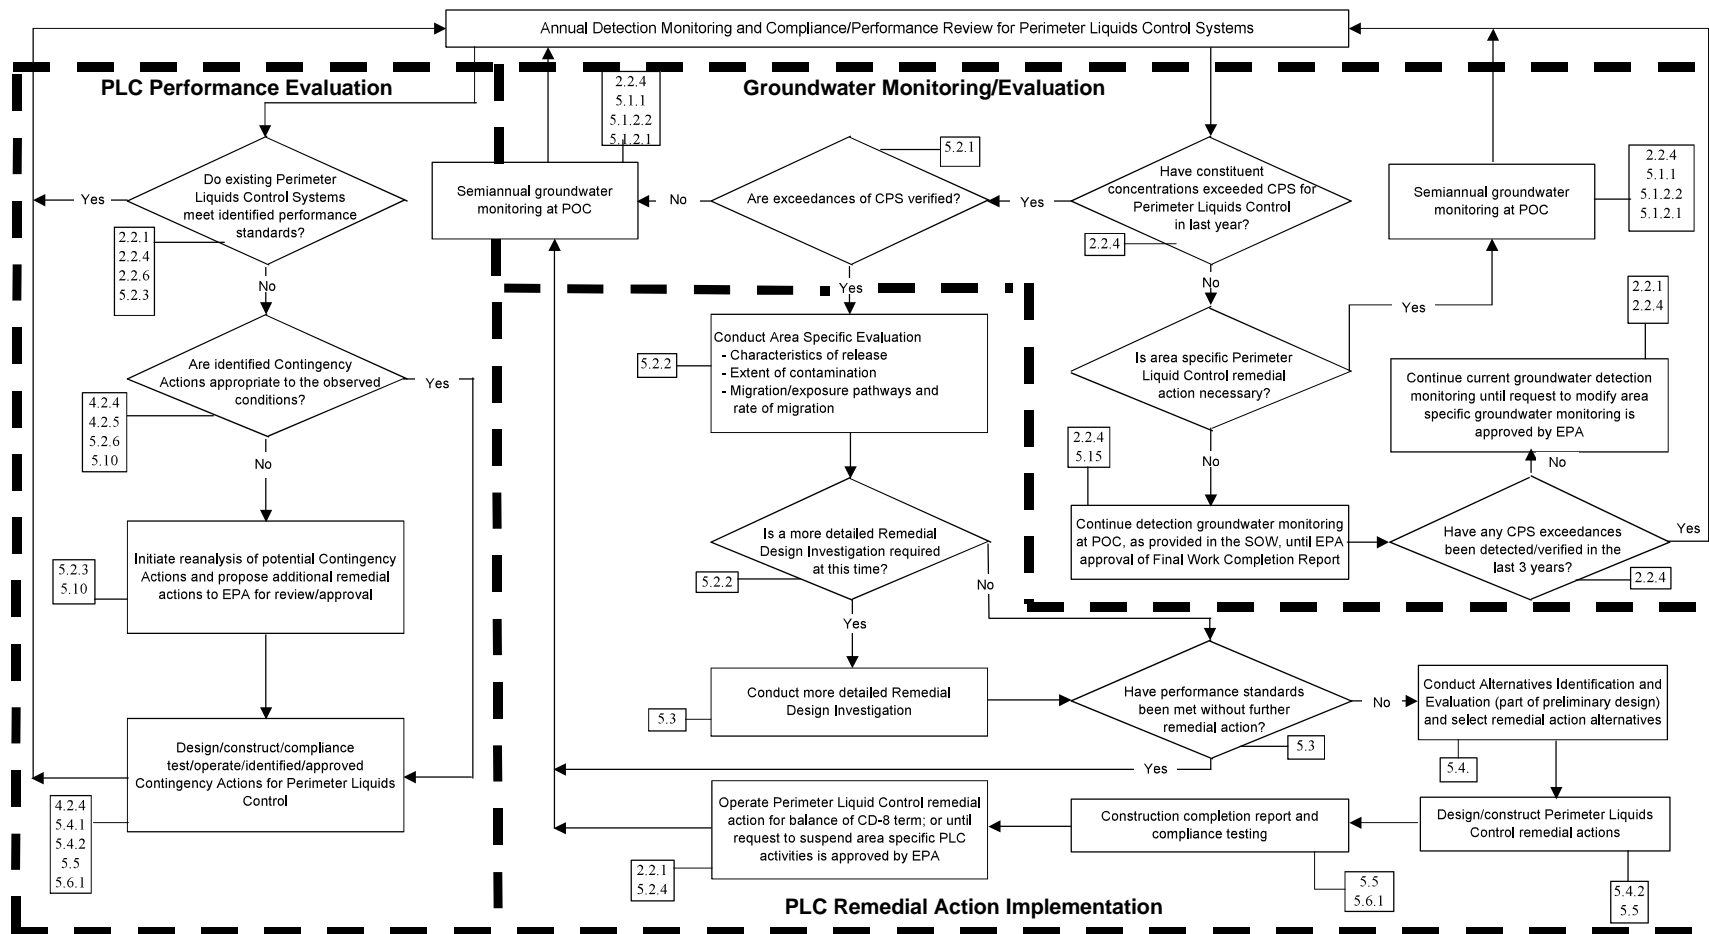 Annual Detection Monitoring and Compliance/Performance Review for Perimeter Liquids Control Systems
PLC Performance Evaluation
Do existing Perimeter
Liquids Control Systems
meet identified performance
standards?
Yes
2.2.1
2.2.4
2.2.6
5.2.3
No
Are identified Contingency
Actions appropriate to the observed
conditions?
Yes
4.2.4
4.2.5
5.2.6
5.10
No
Initiate reanalysis of potential Contingency
Actions and propose additional remedial
actions to EPA for review/approval
5.2.3
5.10
Design/construct/compliance
test/operate/identified/approved
Contingency Actions for Perimeter Liquids
Control
4.2.4
5.4.1
5.4.2
5.5
5.6.1
Groundwater Monitoring/Evaluation
2.2.4
5.1.1
5.1.2.2
5.1.2.1
Semiannual groundwater
monitoring at POC
No
Are exceedances of CPS verified?
5.2.1
Yes
Have constituent
concentrations exceeded CPS for
Perimeter Liquids Control
in last year?
2.2.4
No
Semiannual groundwater
monitoring at POC
2.2.4
5.1.1
5.1.2.2
5.1.2.1
Yes
Is area specific Perimeter
Liquid Control remedial
action necessary?
Yes
No
2.2.4
5.15
Continue detection groundwater monitoring
at POC, as provided in the SOW, until EPA
approval of Final Work Completion Report
2.2.1
2.2.4
Continue current groundwater detection
monitoring until request to modify area
specific groundwater monitoring is
approved by EPA
No
Have any CPS exceedances
been detected/verified in the
last 3 years?
Yes
2.2.4
Conduct Area Specific Evaluation
- Characteristics of release
- Extent of contamination
- Migration/exposure pathways and
rate of migration
5.2.2
Is a more detailed Remedial
Design Investigation required
at this time?
5.2.2
No
Yes
Conduct more detailed Remedial
Design Investigation
5.3
Have performance standards
been met without further
remedial action?
5.3
No
Yes
Conduct Alternatives Identification and
Evaluation (part of preliminary design)
and select remedial action alternatives
5.4.
Design/construct Perimeter Liquids
Control remedial actions
5.4.2
5.5
Construction completion report and
compliance testing
5.5
5.6.1
Operate Perimeter Liquid Control remedial
action for balance of CD-8 term; or until
request to suspend area specific PLC
activities is approved by EPA
2.2.1
5.2.4
PLC Remedial Action Implementation